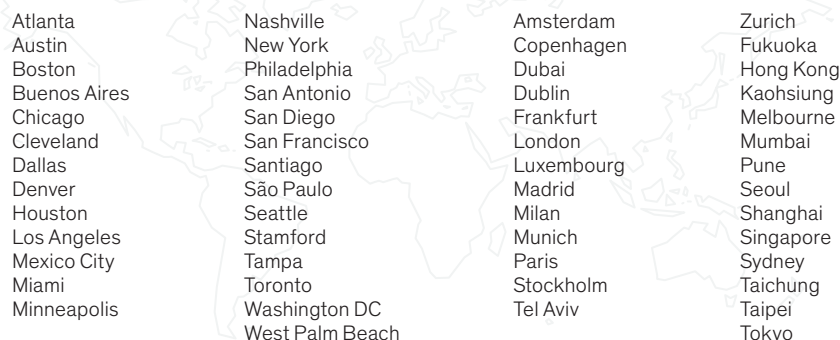 Atlanta
Austin
Boston
Buenos Aires
Chicago
Cleveland
Dallas
Denver
Houston
Los Angeles
Mexico City
Miami
Minneapolis
Nashville
New York
Philadelphia
San Antonio
San Diego
San Francisco
Santiago
São Paulo
Seattle
Stamford
Tampa
Toronto
Washington DC
West Palm Beach
Amsterdam
Copenhagen
Dubai
Dublin
Frankfurt
London
Luxembourg
Madrid
Milan
Munich
Paris
Stockholm
Tel Aviv
Zurich
Fukuoka
Hong Kong
Kaohsiung
Melbourne
Mumbai
Pune
Seoul
Shanghai
Singapore
Sydney
Taichung
Taipei
Tokyo